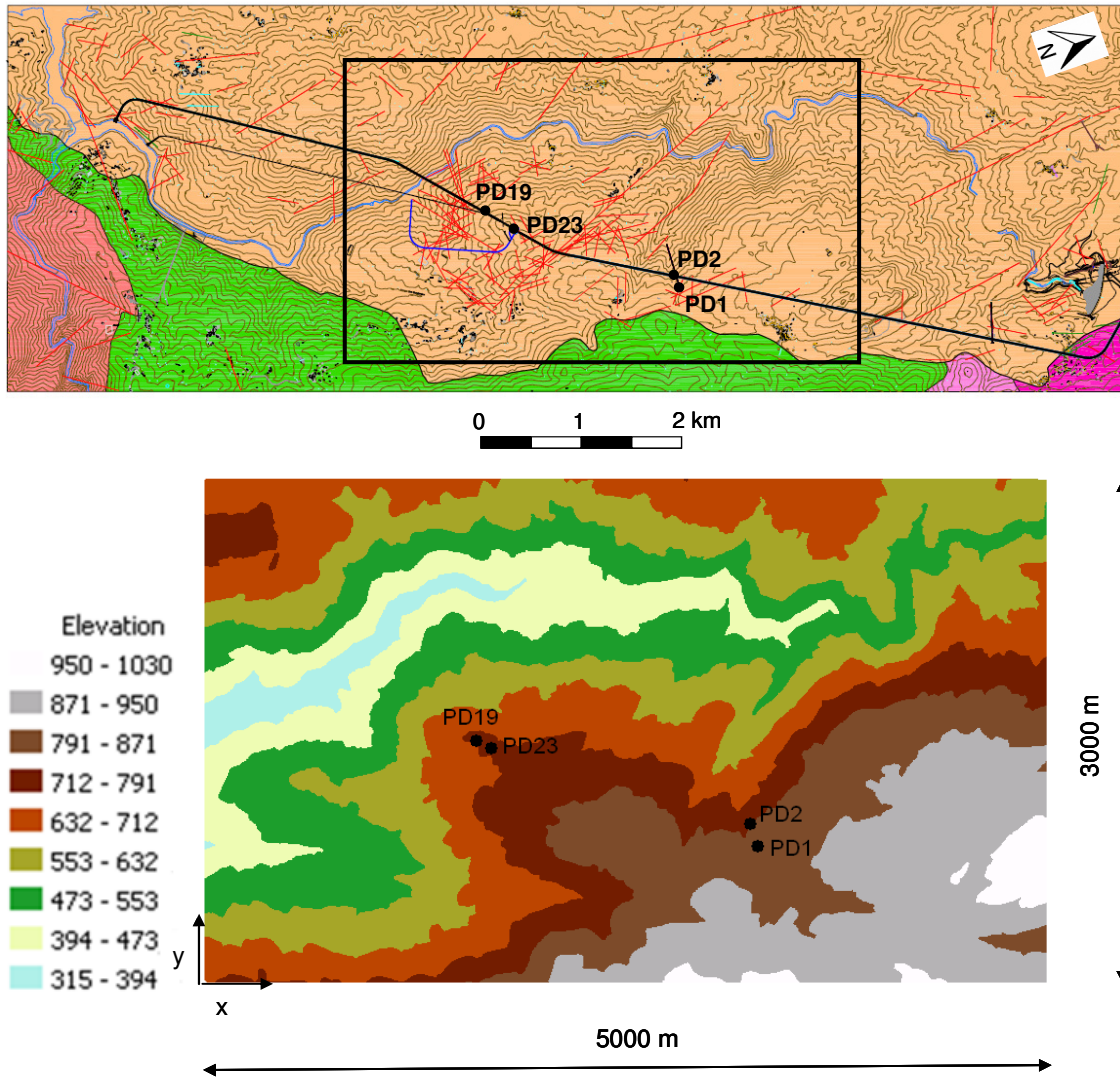 N
PD19
PD23
PD2
PD1
0 1 2 km
Elevation
950 - 1030
871 - 950
791 - 871
712 - 791
632 - 712
553 - 632
473 - 553
394 - 473
315 - 394
PD19
PD23
PD2
PD1
3000 m
y
x
5000 m